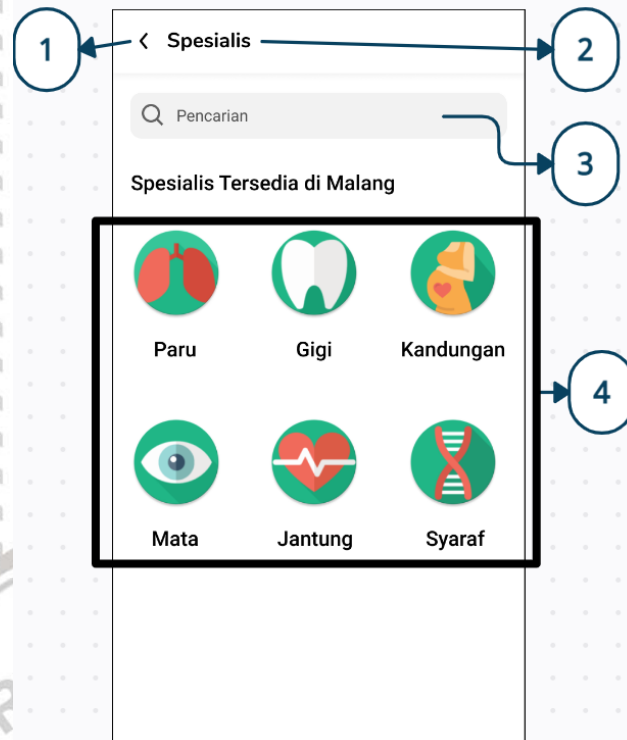 1
Spesialis
2
Pencarian
3
Spesialis Tersedia di Malang
Paru
Gigi
Kandungan
4
Mata
Jantung
Syaraf